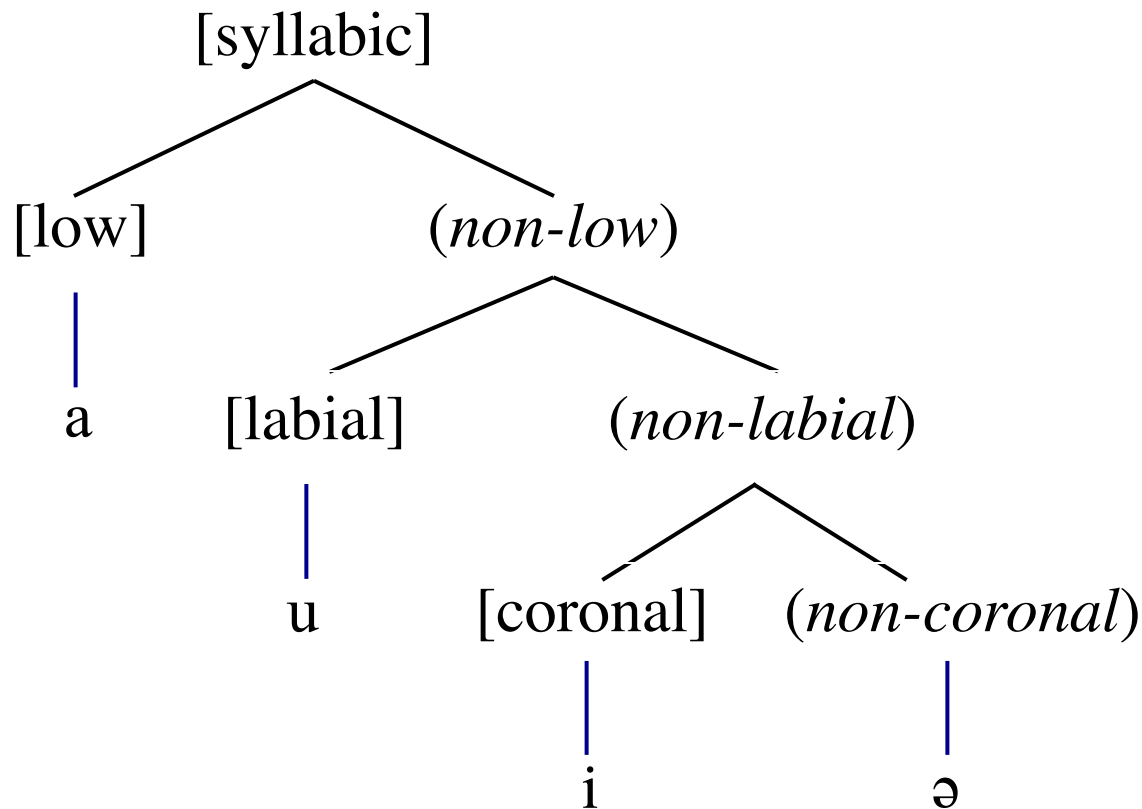 [syllabic]
[low] (non-low)
a [labial] (non-labial)
u [coronal] (non-coronal)
i ə